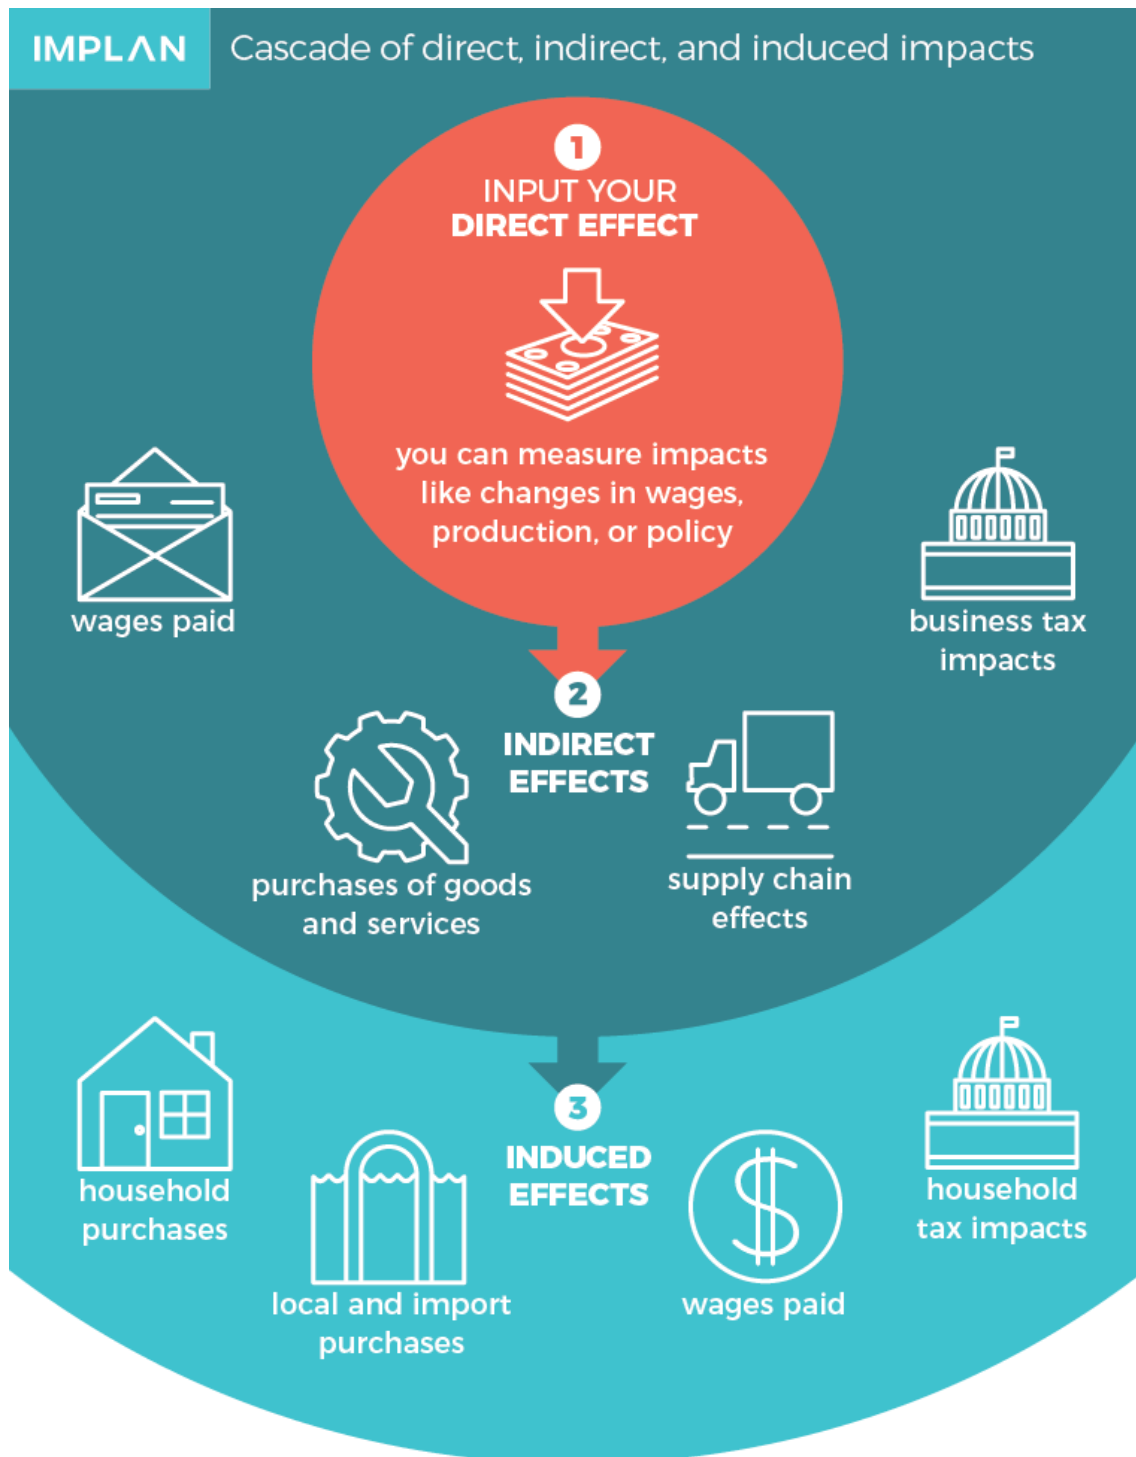 IMPLAN
Cascade of direct, indirect, and induced impacts
1
INPUT YOUR
DIRECT EFFECT
you can measure impacts
like changes in wages,
production, or policy
wages paid
business tax
impacts
2
INDIRECT
EFFECTS
purchases of goods
and services
supply chain
effects
3
INDUCED
EFFECTS
household
purchases
local and import
purchases
$
wages paid
household
tax impacts